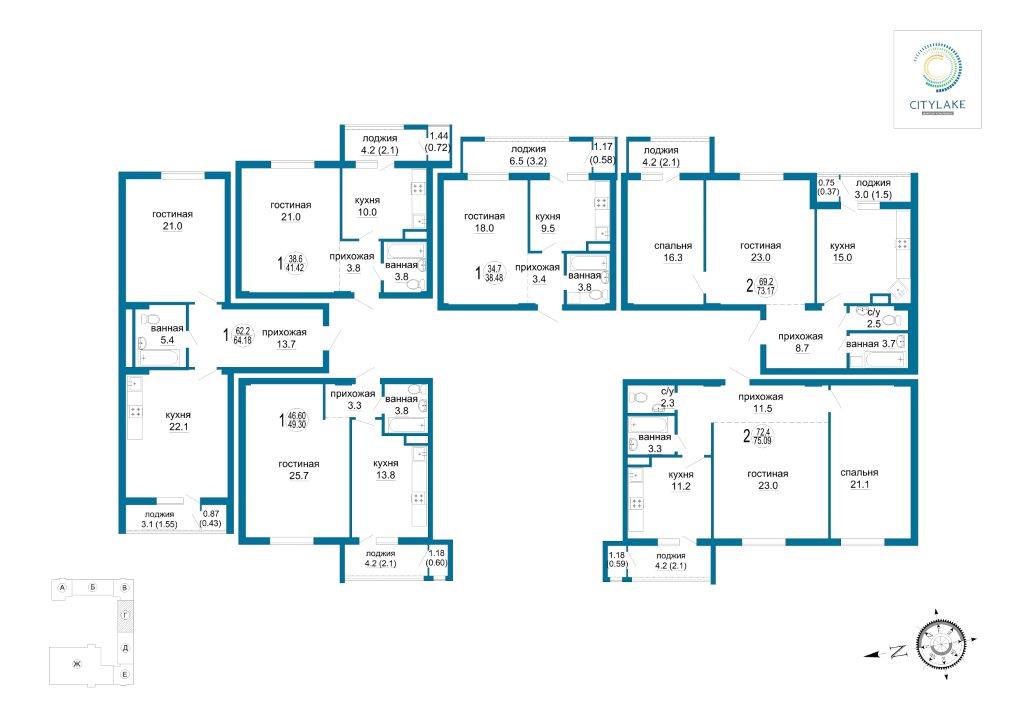 CITYLAKE
лоджия
4.2 (2.1)
1.44
(0.72)
лоджия
6.5 (3.2)
1.17
(0.58)
лоджия
4.2 (2.1)
0.75
(0.37)
лоджия
3.0 (1.5)
гостиная
21.0
гостиная
21.0
кухня
10.0
1 38.6
41.42
прихожая
3.8
ванная
3.8
гостиная
18.0
кухня
9.5
1 34.7
38.48
прихожая
3.4
ванная
3.8
спальня
16.3
гостиная
23.0
2 69.2
73.17
кухня
15.0
с/у
2.5
прихожая
8.7
ванная 3.7
ванная
5.4
1 62.2
64.18
прихожая
13.7
кухня
22.1
лоджия
3.1 (1.55)
0.87
(0.43)
1 46.60
49.30
прихожая
3.3
ванная
3.8
гостиная
25.7
кухня
13.8
лоджия
4.2 (2.1)
1.18
(0.60)
с/у
2.3
прихожая
11.5
ванная
3.3
2 72.4
75.09
кухня
11.2
гостиная
23.0
спальня
21.1
1.18
(0.59)
лоджия
4.2 (2.1)
А
Б
В
Г
Д
Е
Ж
N